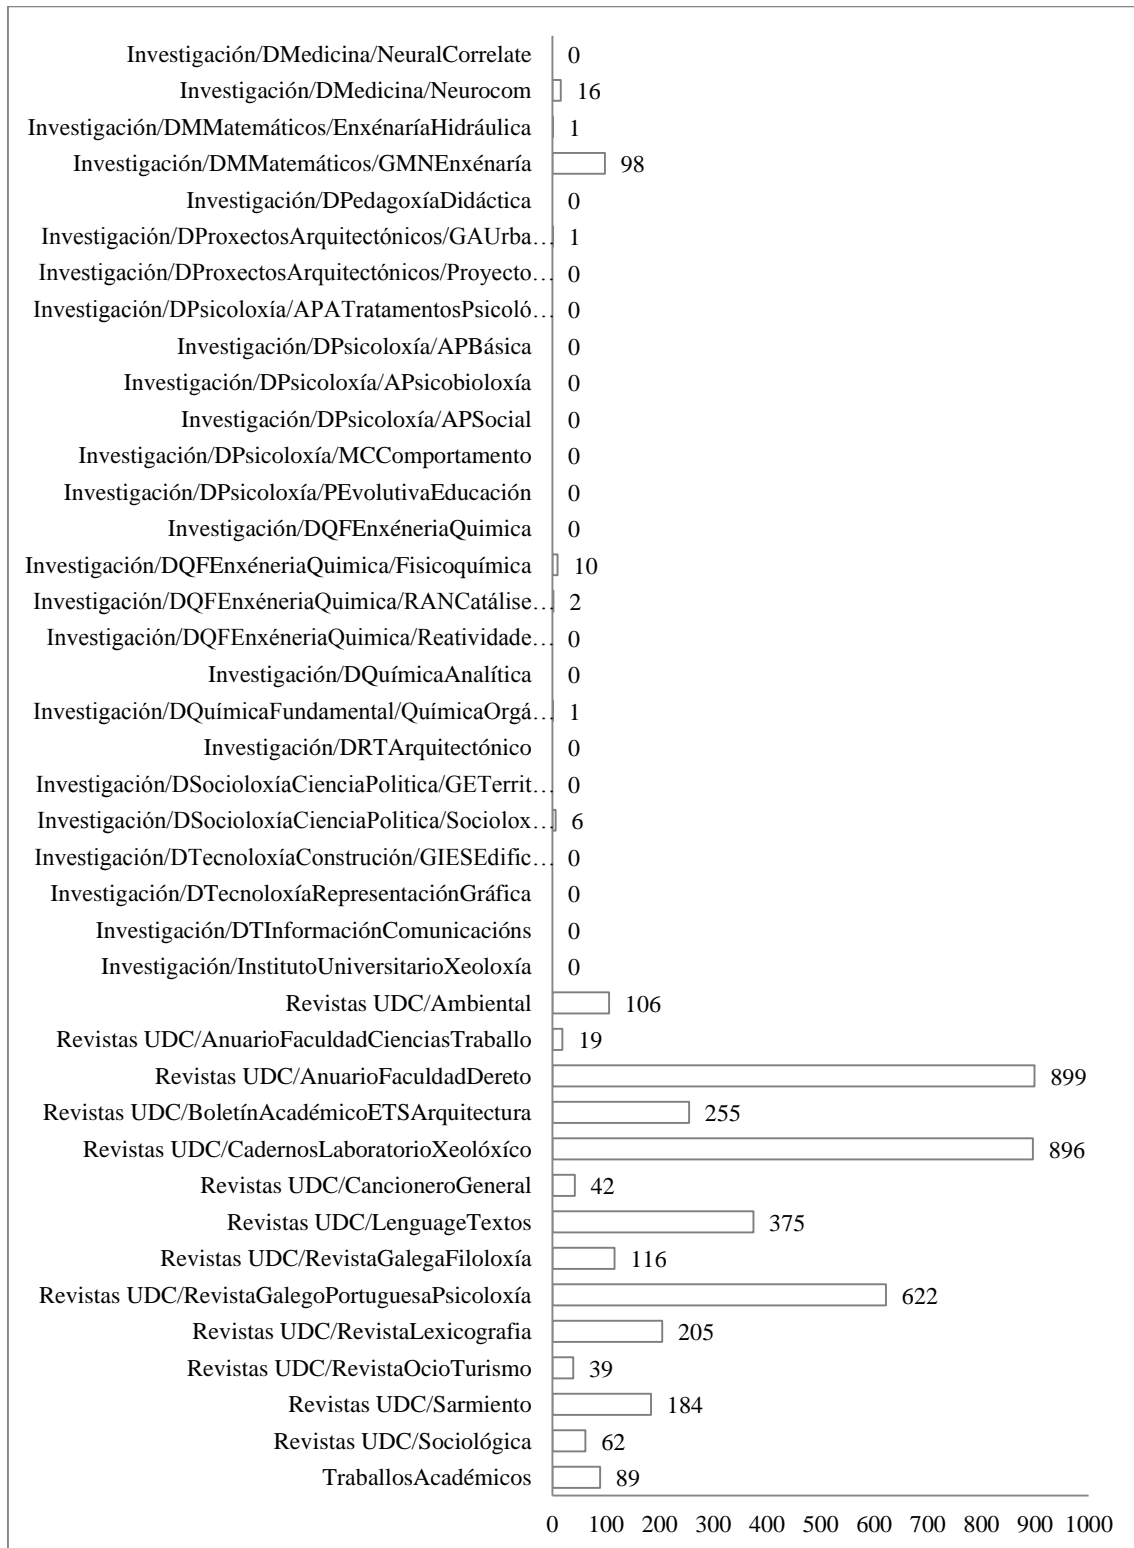 Investigación/DMedicina/NeuralCorrelate 0
Investigación/DMedicina/Neurocom 16
Investigación/DMMatemáticos/EnxénaríaHidráulica 1
Investigación/DMMatemáticos/GMNEnxénaría 98
Investigación/DPedagoxíaDidáctica 0
Investigación/DProxectosArquitectónicos/GAUrba… 1
Investigación/DProxectosArquitectónicos/Proyecto… 0
Investigación/DPsicoloxía/APATratamentosPsicoló… 0
Investigación/DPsicoloxía/APBásica 0
Investigación/DPsicoloxía/APsicobioloxía 0
Investigación/DPsicoloxía/APSocial 0
Investigación/DPsicoloxía/MCComportamento 0
Investigación/DPsicoloxía/PEvolutivaEducación 0
Investigación/DQFEnxéneriaQuimica 0
Investigación/DQFEnxéneriaQuimica/Fisicoquímica 10
Investigación/DQFEnxéneriaQuimica/RANCatálise… 2
Investigación/DQFEnxéneriaQuimica/Reatividade… 0
Investigación/DQuímicaAnalítica 0
Investigación/DQuímicaFundamental/QuímicaOrgá… 1
Investigación/DRTArquitectónico 0
Investigación/DSocioloxíaCienciaPolitica/GETerrit… 0
Investigación/DSocioloxíaCienciaPolitica/Sociolox… 6
Investigación/DTecnoloxíaConstrución/GIESEdific… 0
Investigación/DTecnoloxíaRepresentaciónGráfica 0
Investigación/DTInformaciónComunicacións 0
Investigación/InstitutoUniversitarioXeoloxía 0
Revistas UDC/Ambiental 106
Revistas UDC/AnuarioFaculdadCienciasTraballo 19
Revistas UDC/AnuarioFaculdadDereto 899
Revistas UDC/BoletínAcadémicoETSArquitectura 255
Revistas UDC/CadernosLaboratorioXeolóxíco 896
Revistas UDC/CancioneroGeneral 42
Revistas UDC/LenguageTextos 375
Revistas UDC/RevistaGalegaFiloloxía 116
Revistas UDC/RevistaGalegoPortuguesaPsicoloxía 622
Revistas UDC/RevistaLexicografia 205
Revistas UDC/RevistaOcioTurismo 39
Revistas UDC/Sarmiento 184
Revistas UDC/Sociológica 62
TraballosAcadémicos 89
0 100 200 300 400 500 600 700 800 900 1000